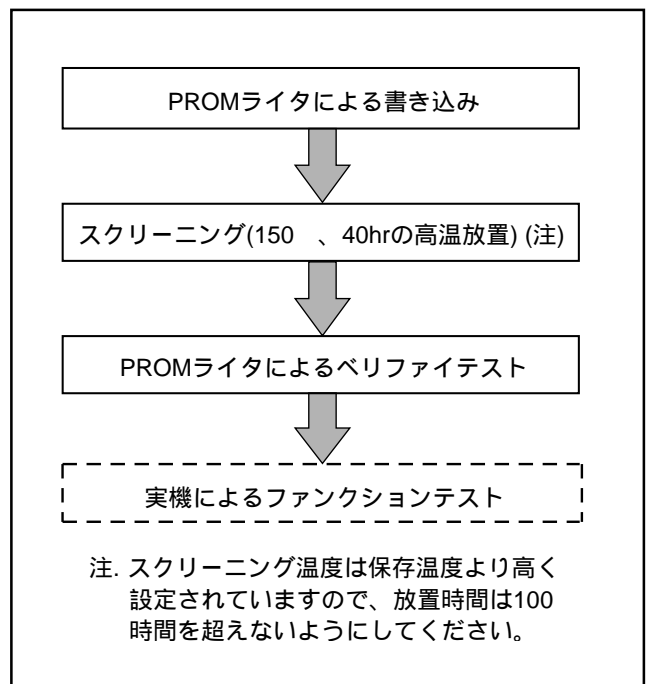 PROMライタによる書き込み
スクリーニング(150　、40hrの高温放置) (注)
PROMライタによるベリファイテスト
実機によるファンクションテスト
注. スクリーニング温度は保存温度より高く
設定されていますので、放置時間は100
時間を超えないようにしてください。